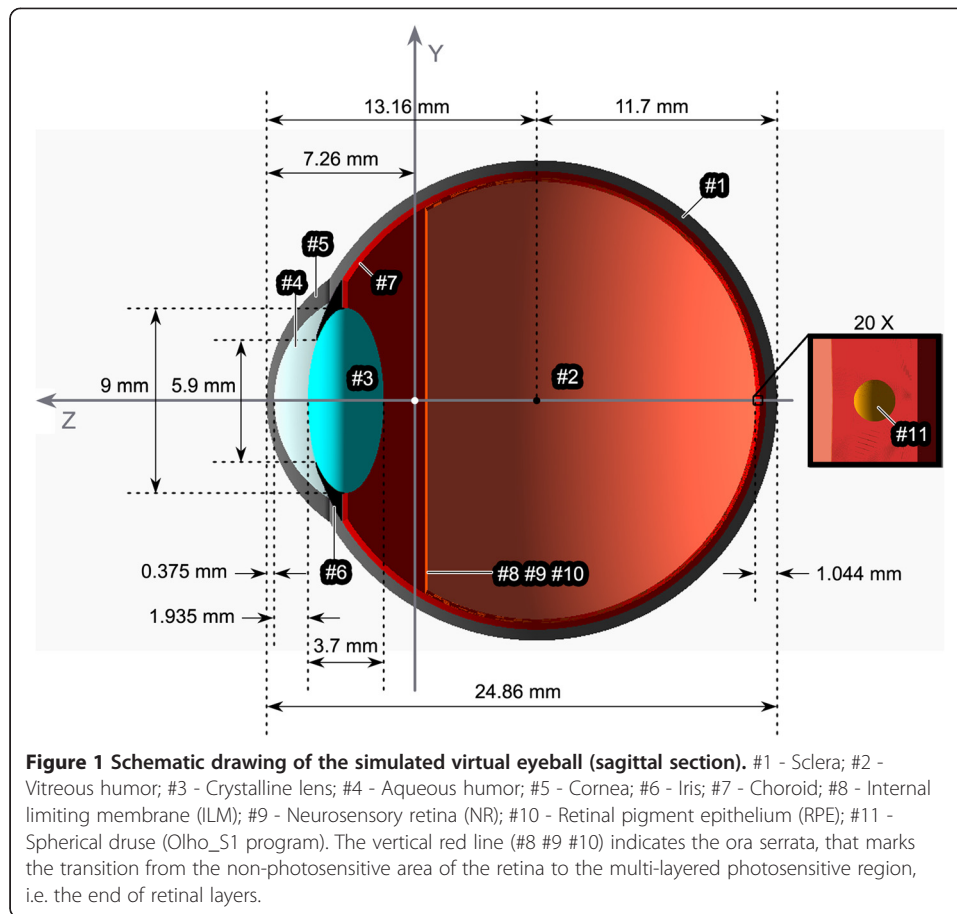 Y
13.16 mm
11.7 mm
7.26 mm
#1
#5
#4
#7
20 X
9 mm
5.9 mm
#3
#2
Z
#11
0.375 mm
#6
#8 #9 #10
1.044 mm
1.935 mm
3.7 mm
24.86 mm
Figure 1 Schematic drawing of the simulated virtual eyeball (sagittal section). #1 - Sclera; #2 -
Vitreous humor; #3 - Crystalline lens; #4 - Aqueous humor; #5 - Cornea; #6 - Iris; #7 - Choroid; #8 - Internal
limiting membrane (ILM); #9 - Neurosensory retina (NR); #10 - Retinal pigment epithelium (RPE); #11 -
Spherical druse (Olho_S1 program). The vertical red line (#8 #9 #10) indicates the ora serrata, that marks
the transition from the non-photosensitive area of the retina to the multi-layered photosensitive region,
i.e. the end of retinal layers.